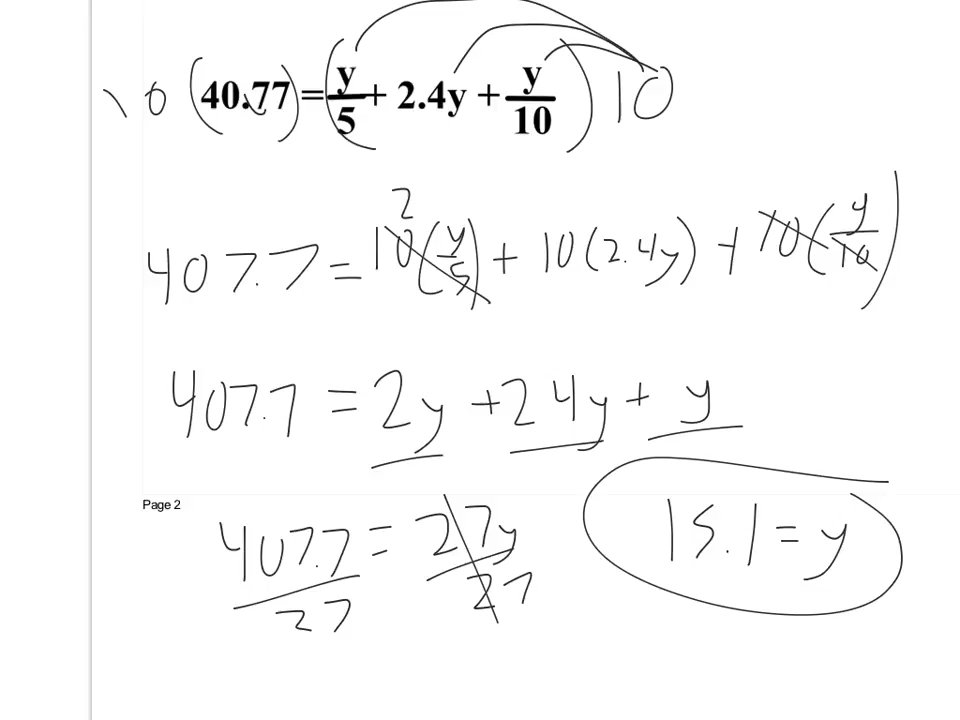 10 (40.77) = (y/5 + 2.4y + y/10) 10
2
407.7 = 10(y/5) + 10(2.4y) + 10(y/10)
407.7 = 2y + 24y + y
Page 2
407.7/27 = 27y/27
15.1 = y